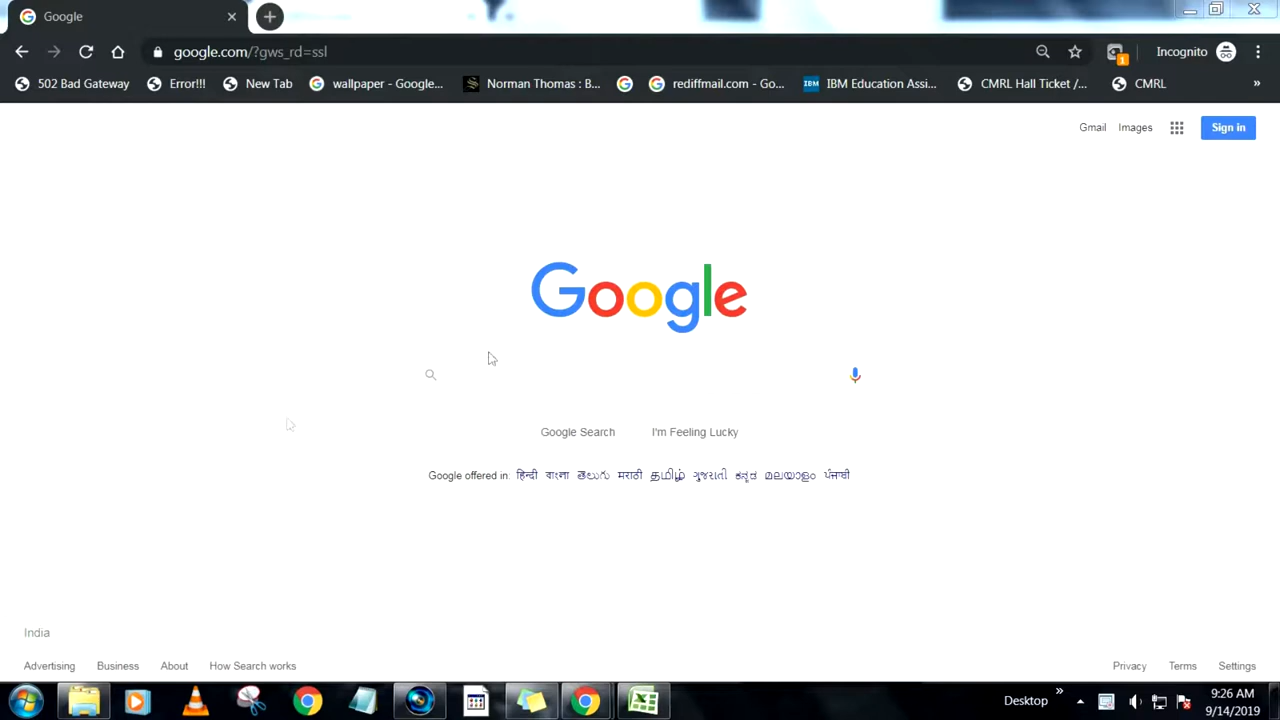 Google
google.com/?gws_rd=ssl
Incognito
1
502 Bad Gateway Error!!! New Tab wallpaper - Google... Norman Thomas : B... rediffmail.com - Go... IBM IBM Education Assi... CMRL Hall Ticket /... CMRL »
Gmail Images Sign in
Google
Google Search I'm Feeling Lucky
Google offered in: हिन्दी বাংলা తెలుగు मराठी தமிழ் ગુજરાતી ಕನ್ನಡ മലയാളം ਪੰਜਾਬੀ
India
Advertising Business About How Search works Privacy Terms Settings
Desktop » 9:26 AM
9/14/2019